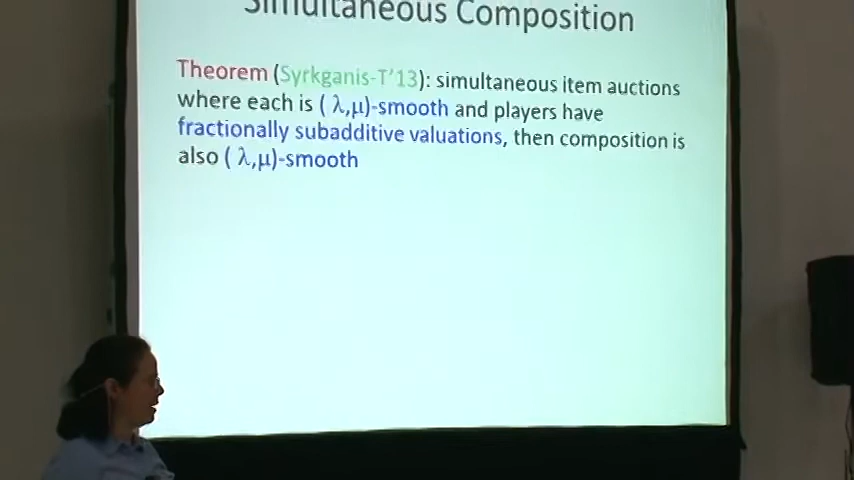 Simultaneous Composition
Theorem (Syrkganis-T'13): simultaneous item auctions
where each is ( λ,μ)-smooth and players have
fractionally subadditive valuations, then composition is
also ( λ,μ)-smooth